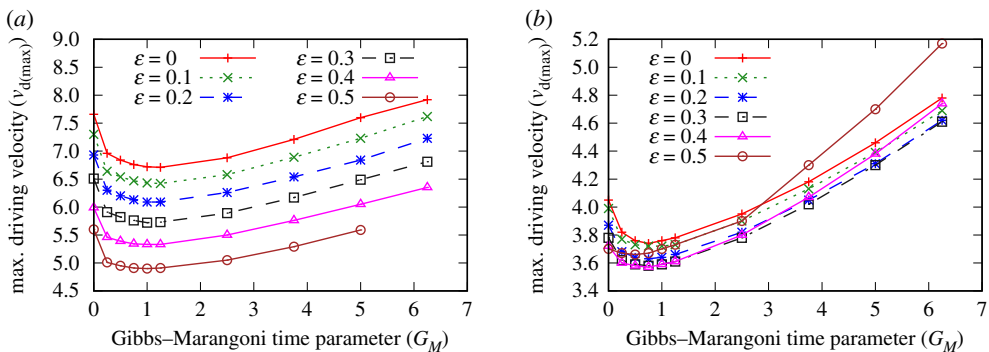 (a)
max. driving velocity (v_d(max))
9.0
8.5
8.0
7.5
7.0
6.5
6.0
5.5
5.0
4.5
ε = 0
ε = 0.1
ε = 0.2
ε = 0.3
ε = 0.4
ε = 0.5
0 1 2 3 4 5 6 7
Gibbs–Marangoni time parameter (G_M)
(b)
max. driving velocity (v_d(max))
5.2
5.0
4.8
4.6
4.4
4.2
4.0
3.8
3.6
3.4
ε = 0
ε = 0.1
ε = 0.2
ε = 0.3
ε = 0.4
ε = 0.5
0 1 2 3 4 5 6 7
Gibbs–Marangoni time parameter (G_M)